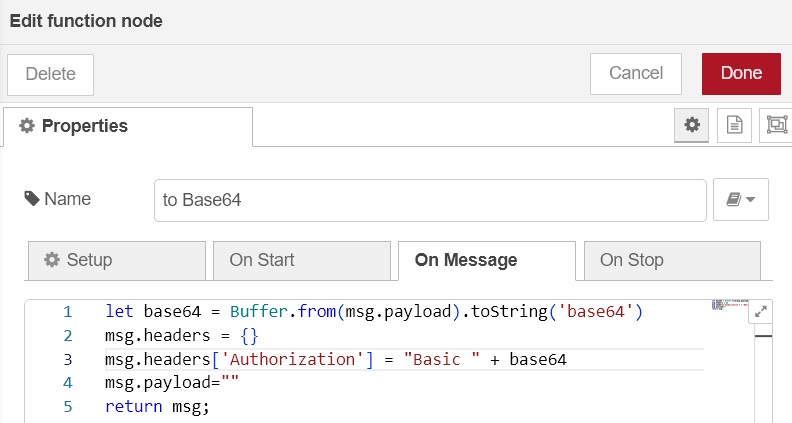 Edit function node
Delete
Cancel
Done
Properties
Name
to Base64
Setup
On Start
On Message
On Stop
1 let base64 = Buffer.from(msg.payload).toString('base64')
2 msg.headers = {}
3 msg.headers['Authorization'] = "Basic " + base64
4 msg.payload=""
5 return msg;